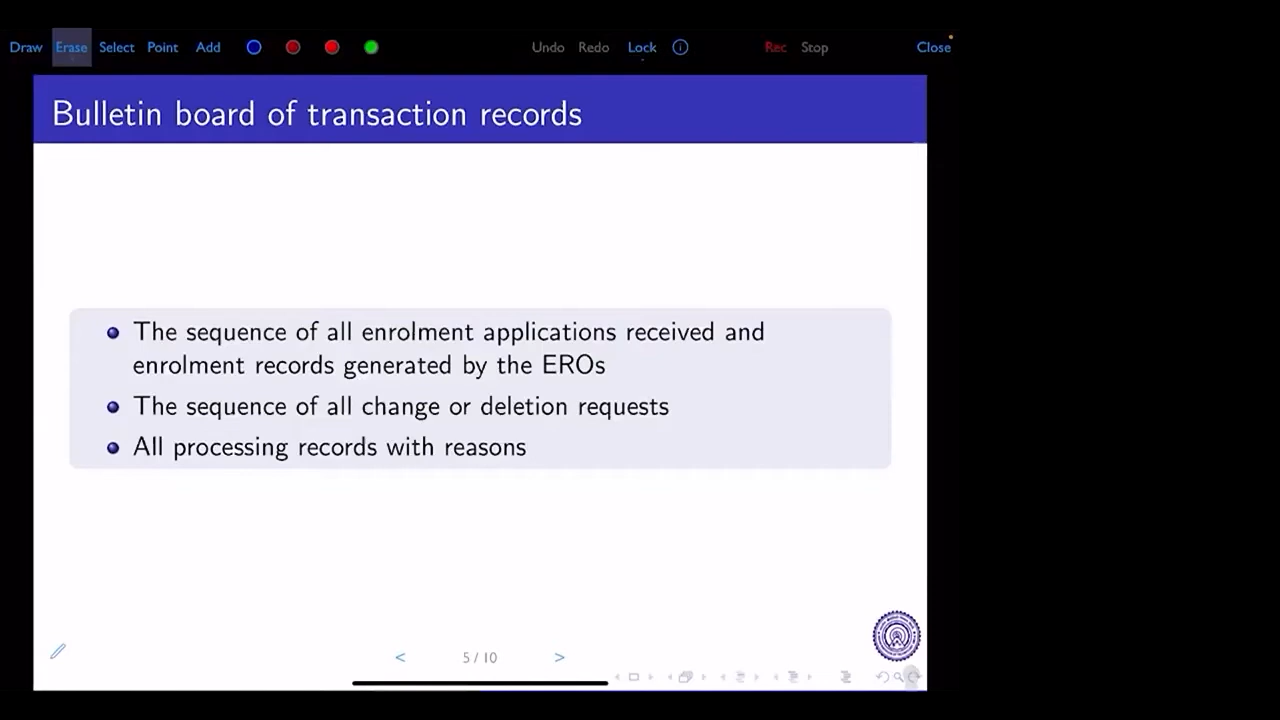 Draw Erase Select Point Add Undo Redo Lock Rec Stop Close
Bulletin board of transaction records
The sequence of all enrolment applications received and
enrolment records generated by the EROs
The sequence of all change or deletion requests
All processing records with reasons
< 5 / 10 >